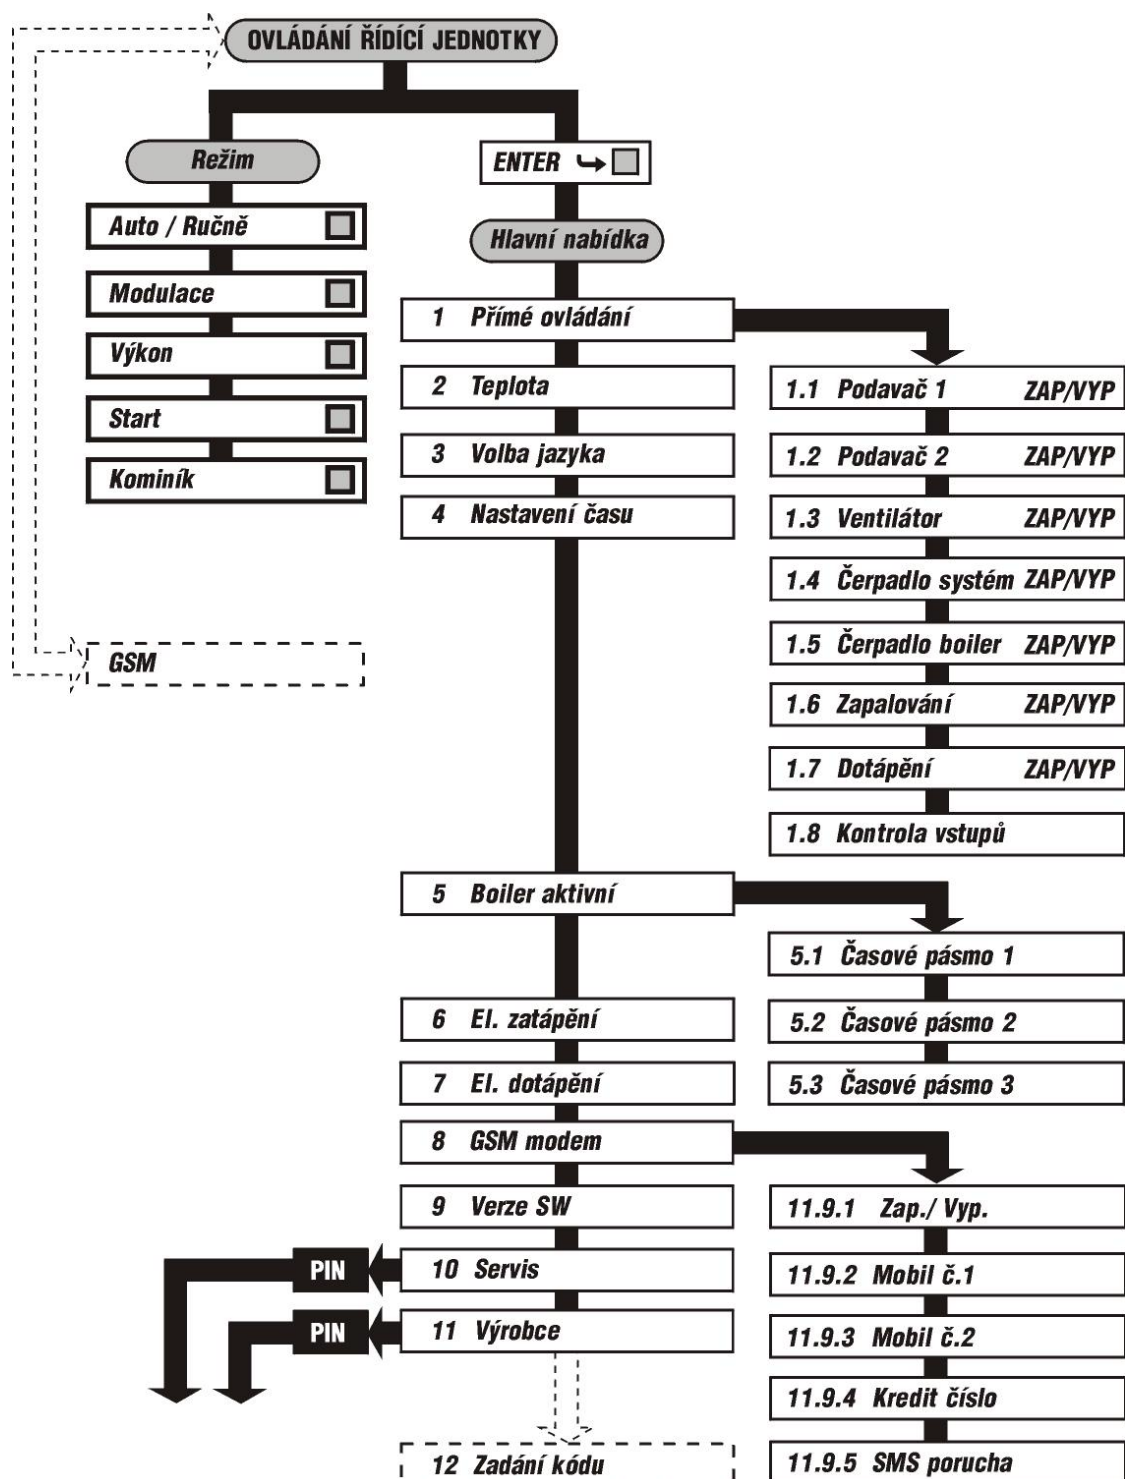 OVLÁDÁNÍ ŘÍDÍCÍ JEDNOTKY
Režim
Auto / Ručně
Modulace
Výkon
Start
Kominík
GSM
ENTER
Hlavní nabídka
1 Přímé ovládání
2 Teplota
3 Volba jazyka
4 Nastavení času
5 Boiler aktivní
6 El. zatápění
7 El. dotápění
8 GSM modem
9 Verze SW
10 Servis
PIN
11 Výrobce
PIN
12 Zadání kódu
1.1 Podavač 1 ZAP/VYP
1.2 Podavač 2 ZAP/VYP
1.3 Ventilátor ZAP/VYP
1.4 Čerpadlo systém ZAP/VYP
1.5 Čerpadlo boiler ZAP/VYP
1.6 Zapalování ZAP/VYP
1.7 Dotápění ZAP/VYP
1.8 Kontrola vstupů
5.1 Časové pásmo 1
5.2 Časové pásmo 2
5.3 Časové pásmo 3
11.9.1 Zap./ Vyp.
11.9.2 Mobil č.1
11.9.3 Mobil č.2
11.9.4 Kredit číslo
11.9.5 SMS porucha